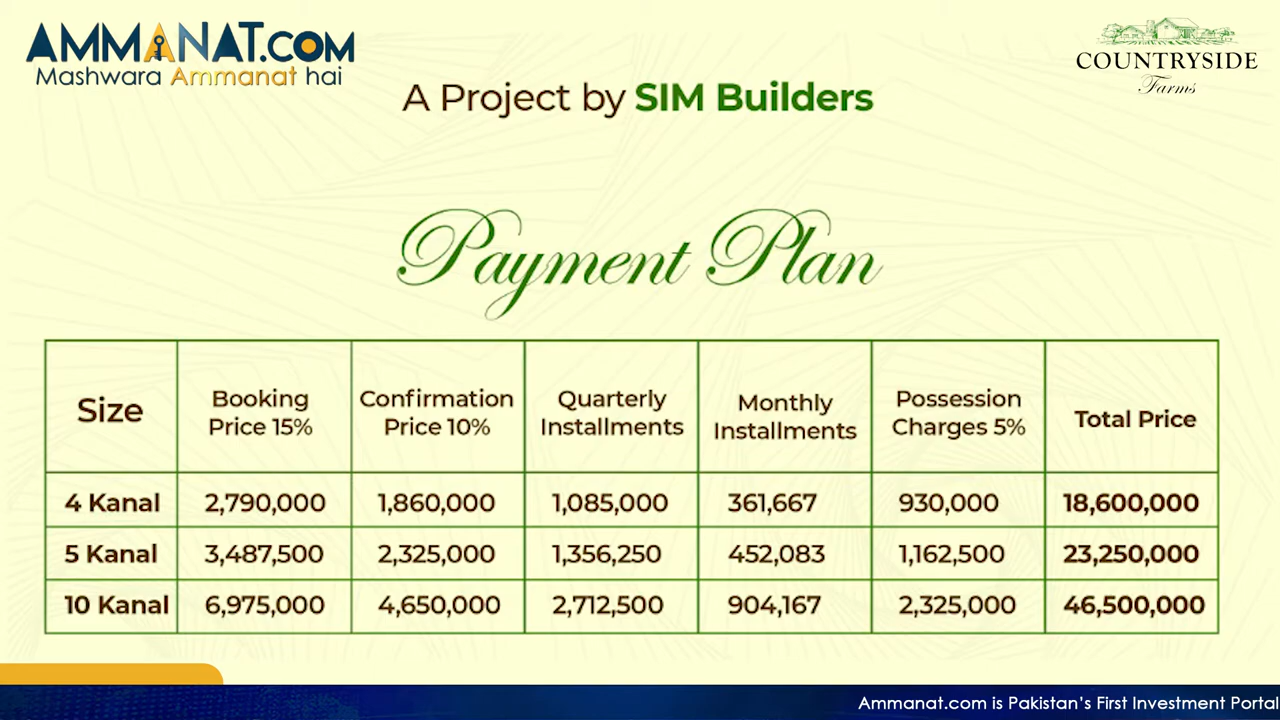 AMMANAT.COM
Mashwara Ammanat hai
COUNTRYSIDE
Farms
A Project by SIM Builders
Payment Plan
Size Booking Price 15% Confirmation Price 10% Quarterly Installments Monthly Installments Possession Charges 5% Total Price
4 Kanal 2,790,000 1,860,000 1,085,000 361,667 930,000 18,600,000
5 Kanal 3,487,500 2,325,000 1,356,250 452,083 1,162,500 23,250,000
10 Kanal 6,975,000 4,650,000 2,712,500 904,167 2,325,000 46,500,000
Ammanat.com is Pakistan's First Investment Portal